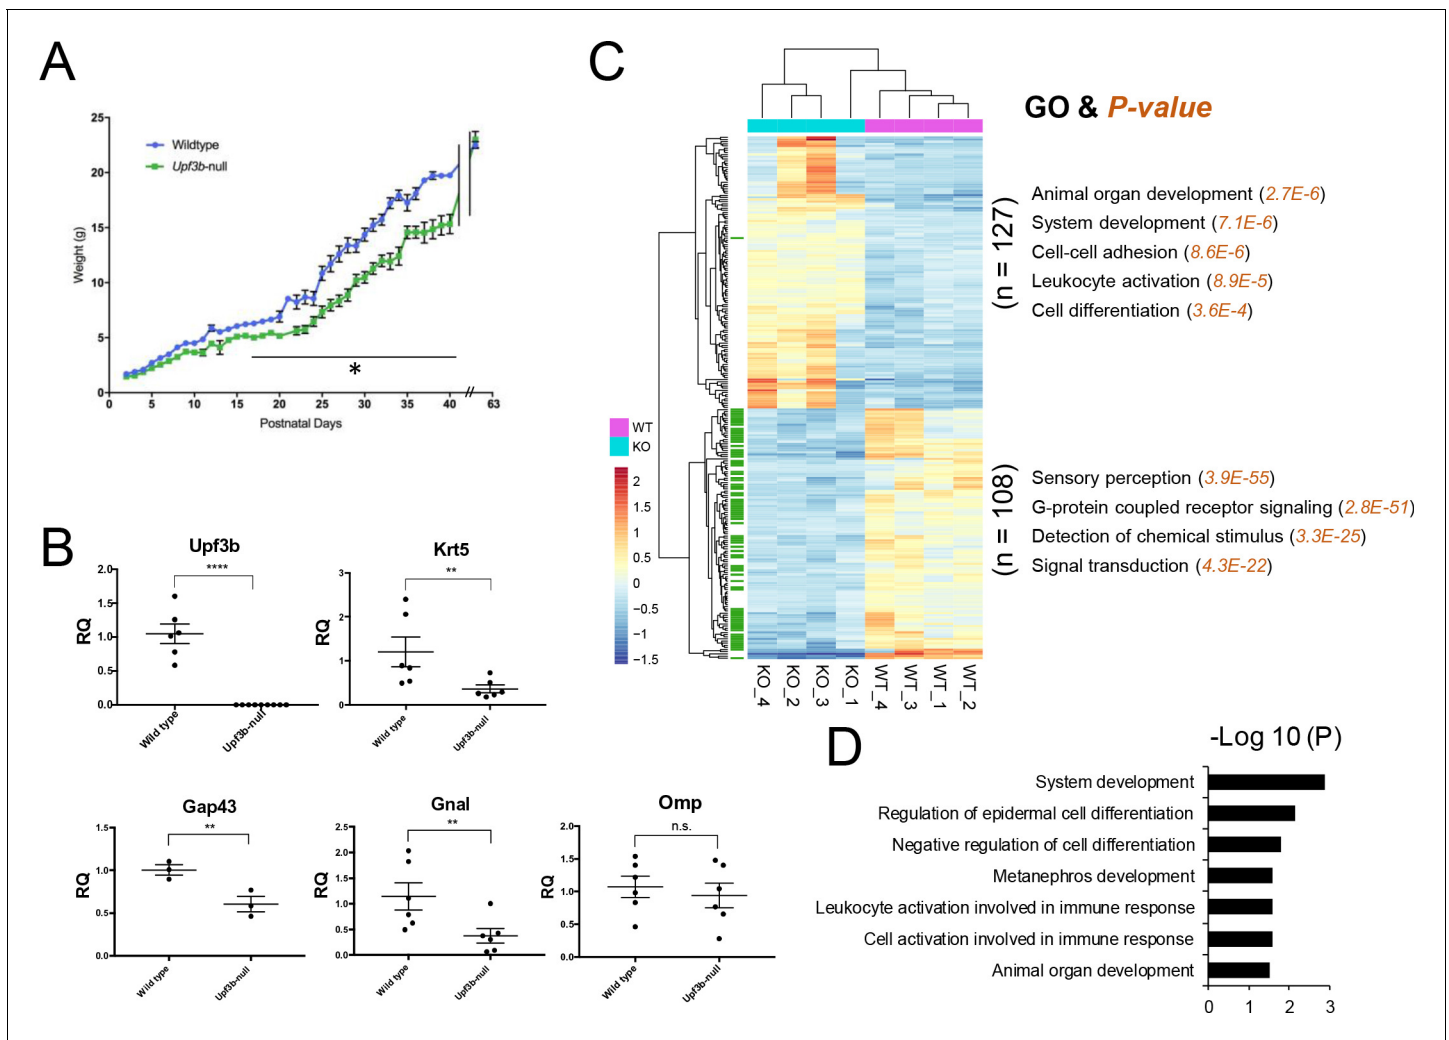 A
25
20
15
10
5
0
Weight (g)
Wildtype
Upf3b-null
*
0 5 10 15 20 25 30 35 40 // 63
Postnatal Days
B
Upf3b
****
2.0
1.5
1.0
0.5
0.0
RQ
Wild type
Upf3b-null
Krt5
**
3
2
1
0
RQ
Wild type
Upf3b-null
Gap43
**
1.5
1.0
0.5
0.0
RQ
Wild type
Upf3b-null
Gnal
**
2.5
2.0
1.5
1.0
0.5
0.0
RQ
Wild type
Upf3b-null
Omp
n.s.
2.0
1.5
1.0
0.5
0.0
RQ
Wild type
Upf3b-null
C
WT
KO
2
1.5
1
0.5
0
−0.5
−1
−1.5
KO_4 KO_2 KO_3 KO_1 WT_4 WT_3 WT_1 WT_2
GO & P-value
(n = 127)
Animal organ development (2.7E-6)
System development (7.1E-6)
Cell-cell adhesion (8.6E-6)
Leukocyte activation (8.9E-5)
Cell differentiation (3.6E-4)
(n = 108)
Sensory perception (3.9E-55)
G-protein coupled receptor signaling (2.8E-51)
Detection of chemical stimulus (3.3E-25)
Signal transduction (4.3E-22)
D
-Log 10 (P)
System development
Regulation of epidermal cell differentiation
Negative regulation of cell differentiation
Metanephros development
Leukocyte activation involved in immune response
Cell activation involved in immune response
Animal organ development
0 1 2 3